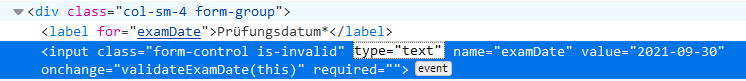 <div class="col-sm-4 form-group">
<label for="examDate">Prüfungsdatum*</label>
<input class="form-control is-invalid" type="text" name="examDate" value="2021-09-30"
onchange="validateExamDate(this)" required=""> event